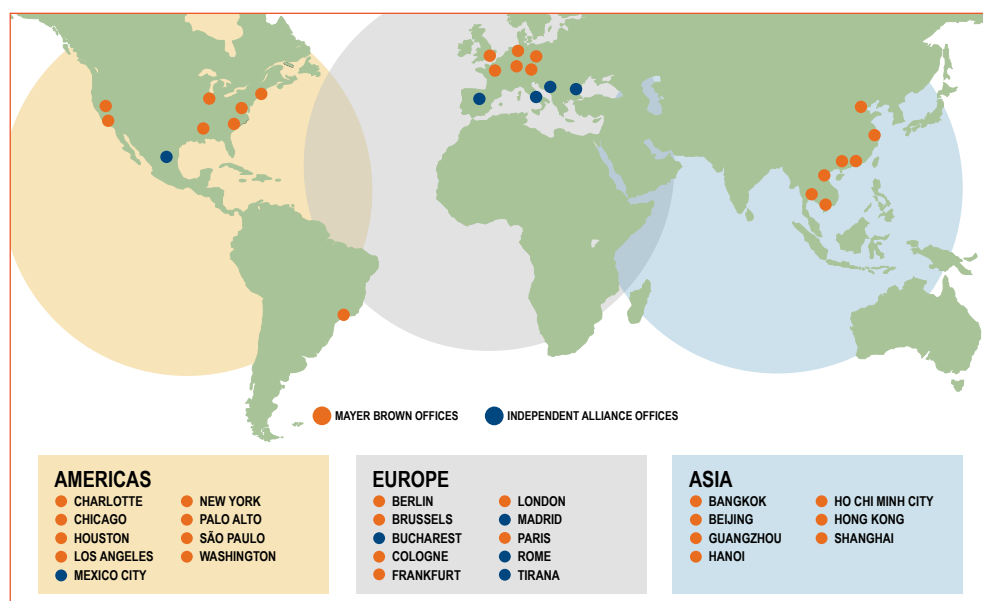 MAYER BROWN OFFICES
INDEPENDENT ALLIANCE OFFICES
AMERICAS
CHARLOTTE
CHICAGO
HOUSTON
LOS ANGELES
MEXICO CITY
NEW YORK
PALO ALTO
SÃO PAULO
WASHINGTON
EUROPE
BERLIN
BRUSSELS
BUCHAREST
COLOGNE
FRANKFURT
LONDON
MADRID
PARIS
ROME
TIRANA
ASIA
BANGKOK
BEIJING
GUANGZHOU
HANOI
HO CHI MINH CITY
HONG KONG
SHANGHAI